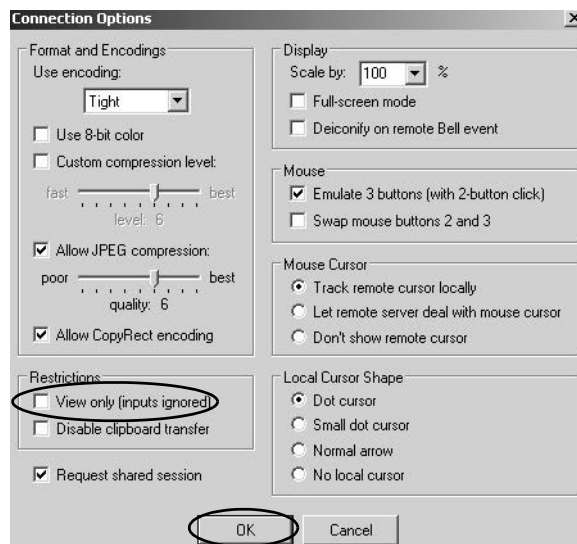 Connection Options
Format and Encodings
Use encoding:
Tight
Use 8-bit color
Custom compression level:
fast best
level: 6
Allow JPEG compression:
poor best
quality: 6
Allow CopyRect encoding
Restrictions
View only (inputs ignored)
Disable clipboard transfer
Request shared session
Display
Scale by: 100 %
Full-screen mode
Deiconify on remote Bell event
Mouse
Emulate 3 buttons (with 2-button click)
Swap mouse buttons 2 and 3
Mouse Cursor
Track remote cursor locally
Let remote server deal with mouse cursor
Don't show remote cursor
Local Cursor Shape
Dot cursor
Small dot cursor
Normal arrow
No local cursor
OK Cancel